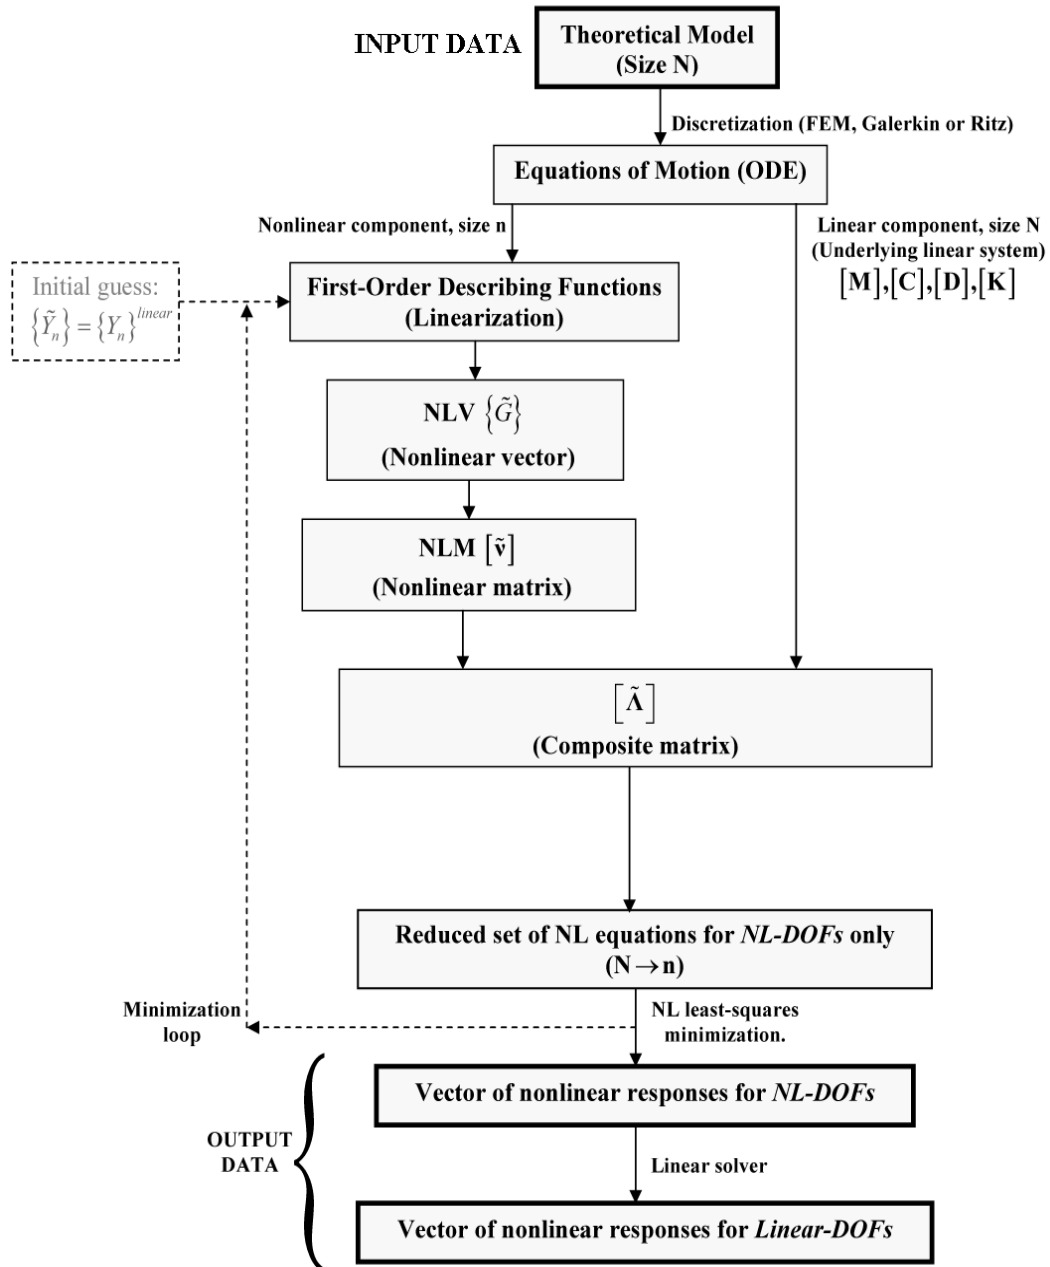 INPUT DATA
Theoretical Model
(Size N)
Discretization (FEM, Galerkin or Ritz)
Equations of Motion (ODE)
Nonlinear component, size n
Linear component, size N
(Underlying linear system)
[M],[C],[D],[K]
Initial guess:
{Ỹₙ} = {Yₙ}^linear
First-Order Describing Functions
(Linearization)
NLV {G̃}
(Nonlinear vector)
NLM [ṽ]
(Nonlinear matrix)
[Λ̃]
(Composite matrix)
Reduced set of NL equations for NL-DOFs only
(N→n)
Minimization
loop
NL least-squares
minimization.
Vector of nonlinear responses for NL-DOFs
OUTPUT
DATA
Linear solver
Vector of nonlinear responses for Linear-DOFs